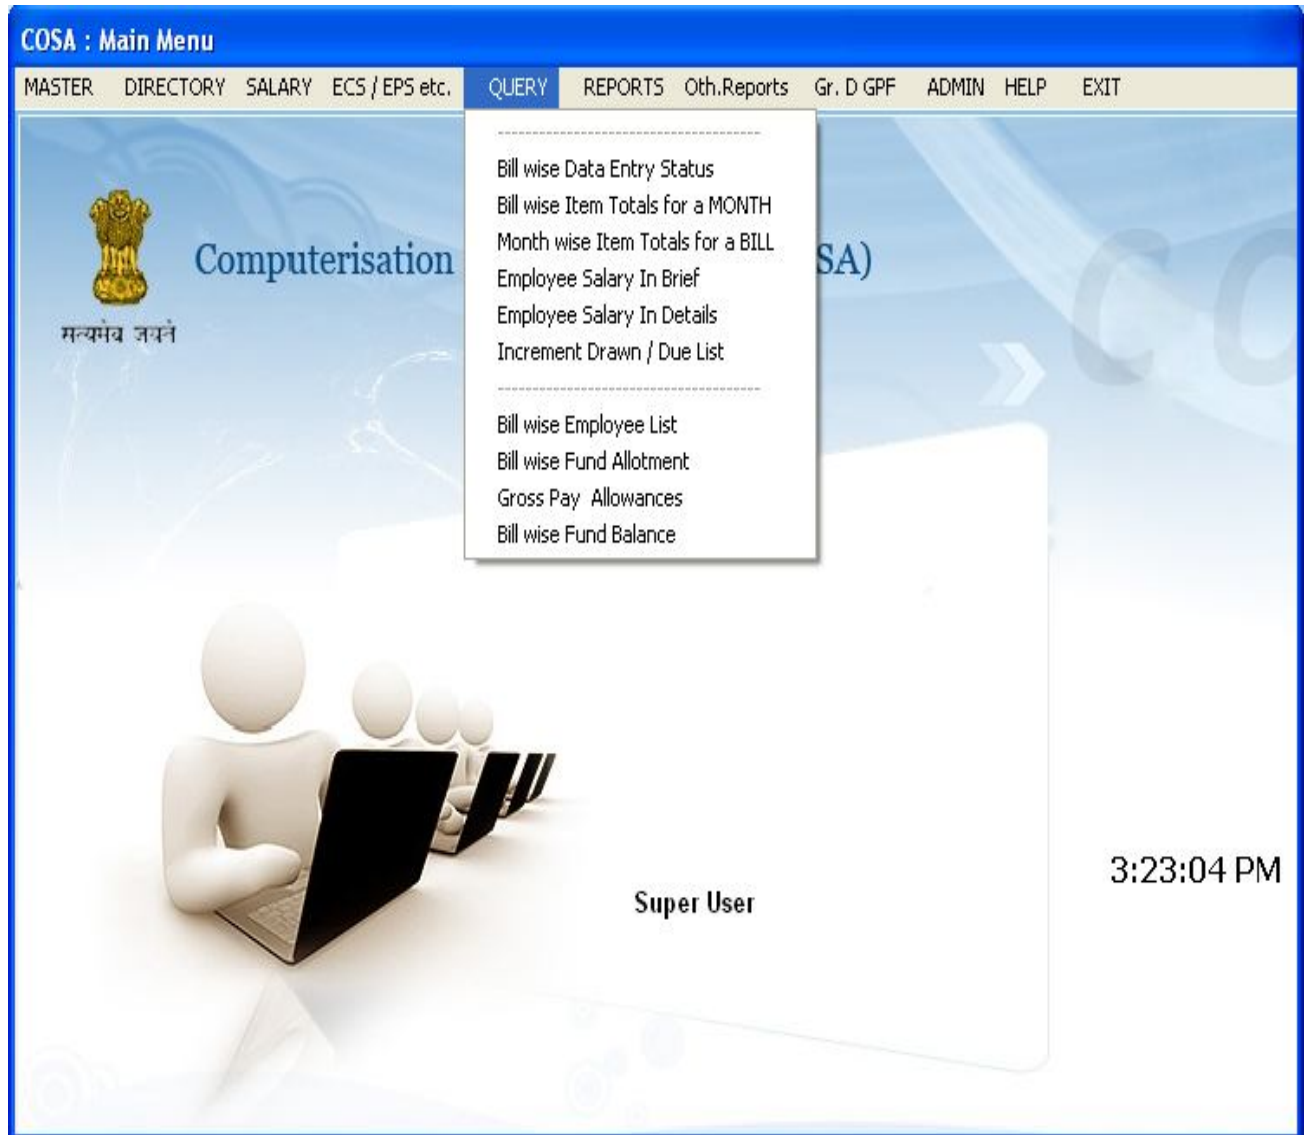 COSA : Main Menu
MASTER DIRECTORY SALARY ECS / EPS etc. QUERY REPORTS Oth.Reports Gr. D GPF ADMIN HELP EXIT
----------------------------------------
Bill wise Data Entry Status
Bill wise Item Totals for a MONTH
Month wise Item Totals for a BILL
Employee Salary In Brief
Employee Salary In Details
Increment Drawn / Due List
----------------------------------------
Bill wise Employee List
Bill wise Fund Allotment
Gross Pay Allowances
Bill wise Fund Balance
Computerisation SA)
सत्यमेव जयते
CO
3:23:04 PM
Super User